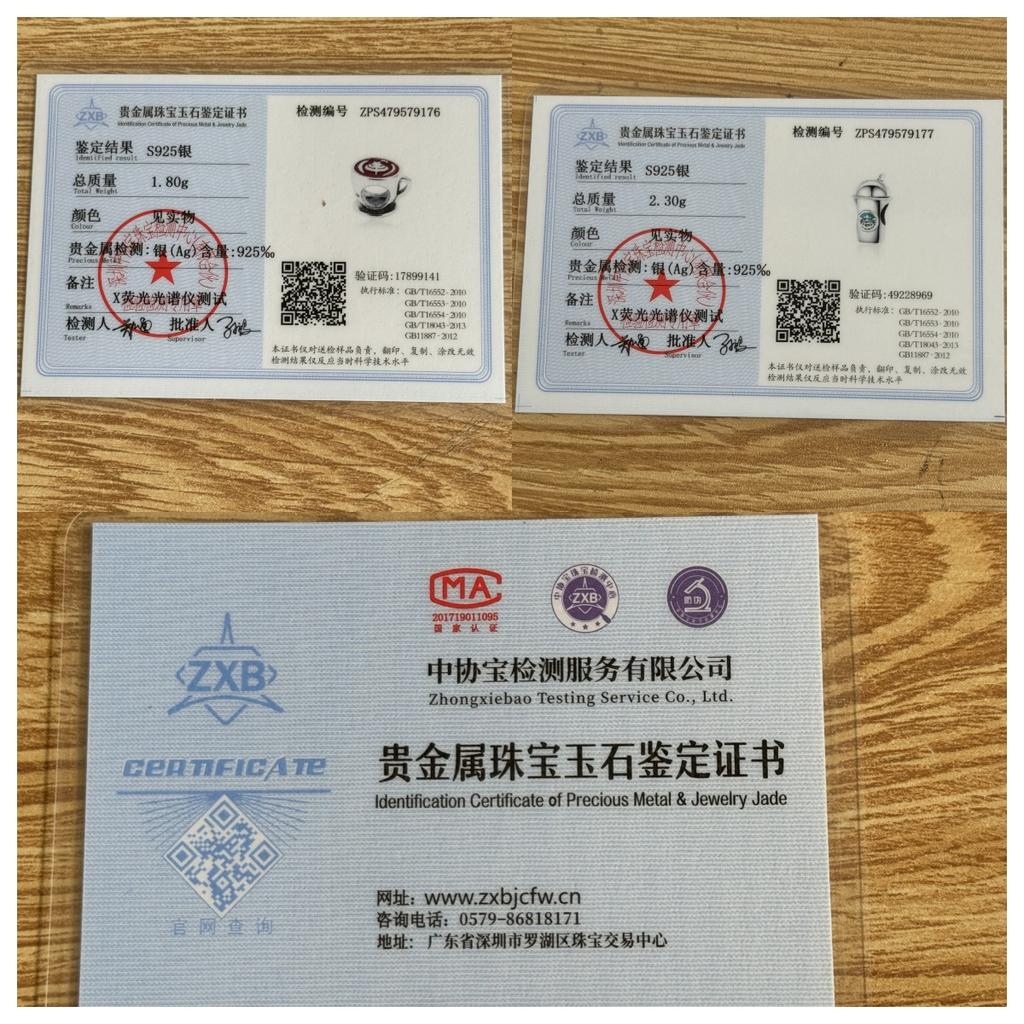 ZXB
贵金属珠宝玉石鉴定证书
Identification Certificate of Precious Metal & Jewelry Jade
鉴定结果 S925银
Identified result
总质量 1.80g
Total Weight
颜色 见实物
Colour
贵金属检测:银(Ag)含量:925‰
备注
Remarks
X荧光光谱仪测试
检测人 批准人
Tester Supervisor
检测编号 ZPS479579176
验证码:17899141
执行标准: GB/T16552-2010
GB/T16553-2010
GB/T16554-2010
GB/T18043-2013
GB11887-2012
本证书仅对送检样品负责,翻印、复制、涂改无效
检测结果仅反应当时科学技术水平
ZXB
贵金属珠宝玉石鉴定证书
Identification Certificate of Precious Metal & Jewelry Jade
鉴定结果 S925银
Identified result
总质量 2.30g
Total Weight
颜色 见实物
Colour
贵金属检测:银(Ag)含量:925‰
备注
Remarks
X荧光光谱仪测试
检测人 批准人
Tester Supervisor
检测编号 ZPS479579177
验证码:49228969
执行标准: GB/T16552-2010
GB/T16553-2010
GB/T16554-2010
GB/T18043-2013
GB11887-2012
本证书仅对送检样品负责,翻印、复制、涂改无效
检测结果仅反应当时科学技术水平
MA
201719011095
国家认证
中协宝珠宝检测中心
ZXB
ZXB
CERTIFICATE
官网查询
中协宝检测服务有限公司
Zhongxiebao Testing Service Co., Ltd.
贵金属珠宝玉石鉴定证书
Identification Certificate of Precious Metal & Jewelry Jade
网址: www.zxbjcfw.cn
咨询电话: 0579-86818171
地址: 广东省深圳市罗湖区珠宝交易中心